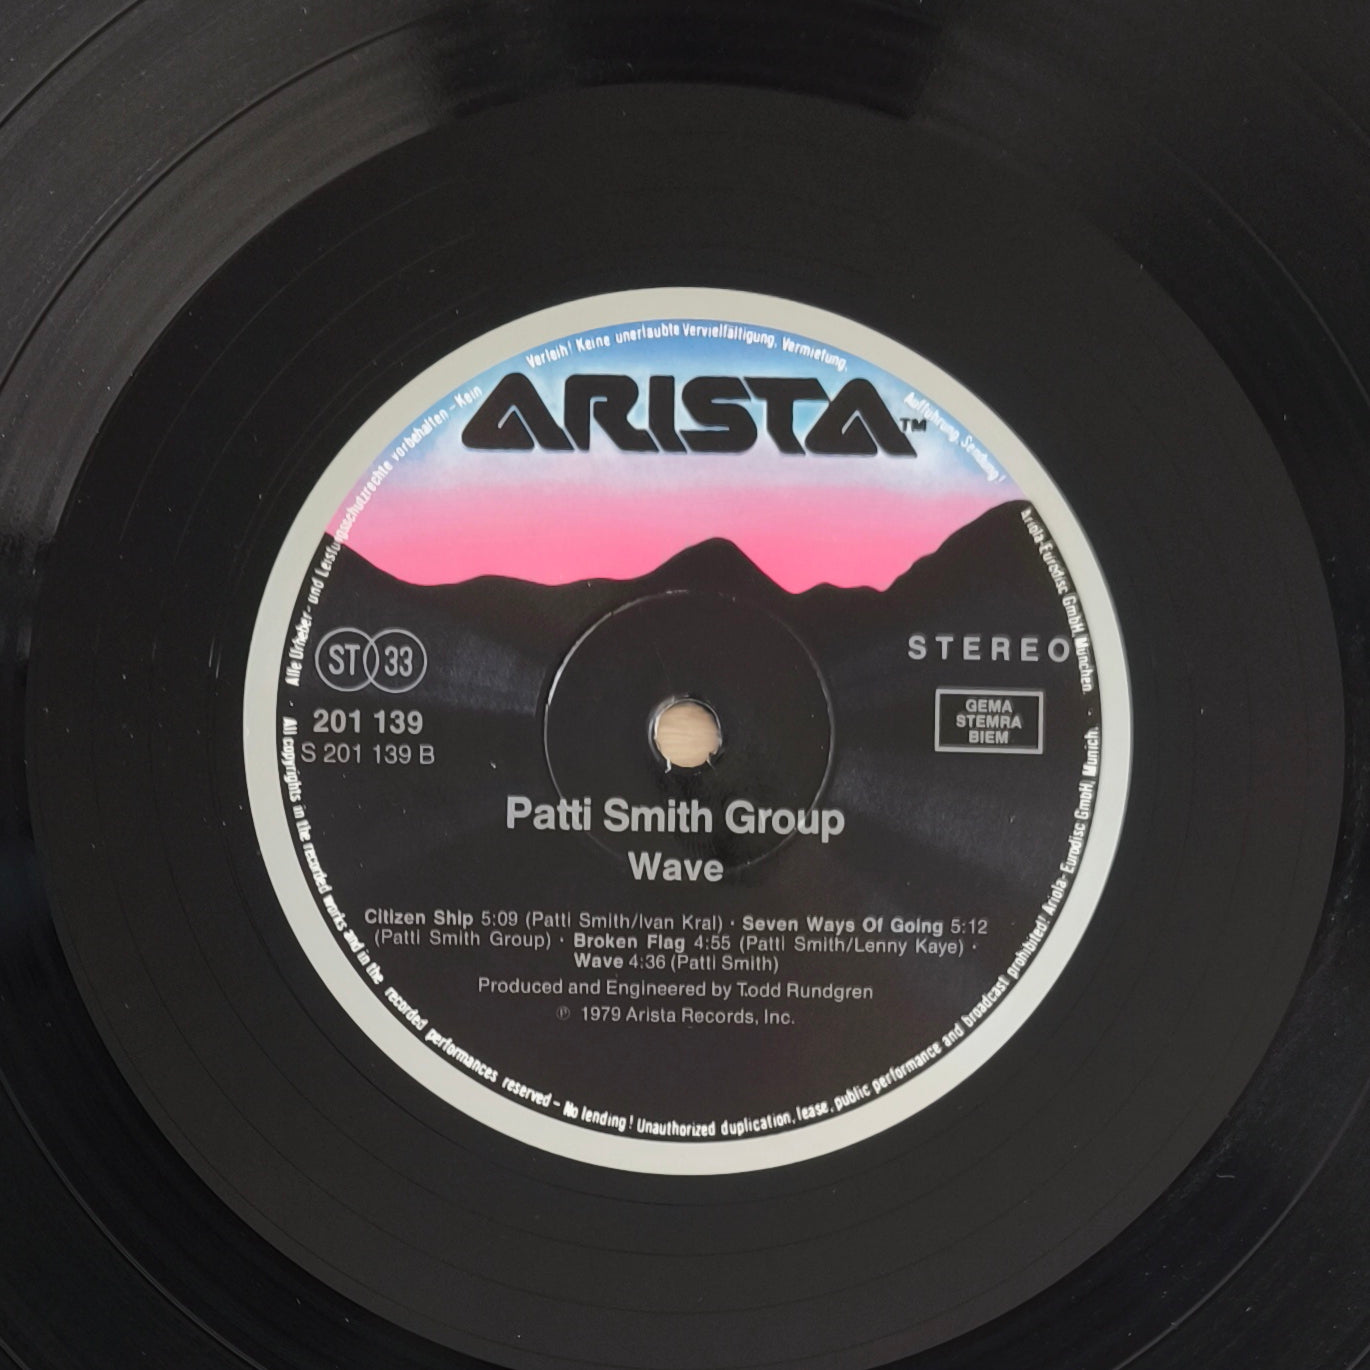 Alle Urheber- und Leistungsschutzrechte vorbehalten - Kein Verleih! Keine unerlaubte Vervielfältigung, Vermietung, Aufführung, Sendung!
Ariola-Eurodisc GmbH, München.
ARISTA™
ST 33
STEREO
201 139
S 201 139 B
GEMA
STEMRA
BIEM
Patti Smith Group
Wave
Citizen Ship 5:09 (Patti Smith/Ivan Kral) · Seven Ways Of Going 5:12
(Patti Smith Group) · Broken Flag 4:55 (Patti Smith/Lenny Kaye) ·
Wave 4:36 (Patti Smith)
Produced and Engineered by Todd Rundgren
℗ 1979 Arista Records, Inc.
· All copyrights in the recorded works and in the recorded performances reserved - No lending! Unauthorized duplication, lease, public performance and broadcast prohibited! Ariola-Eurodisc GmbH, Munich. ·